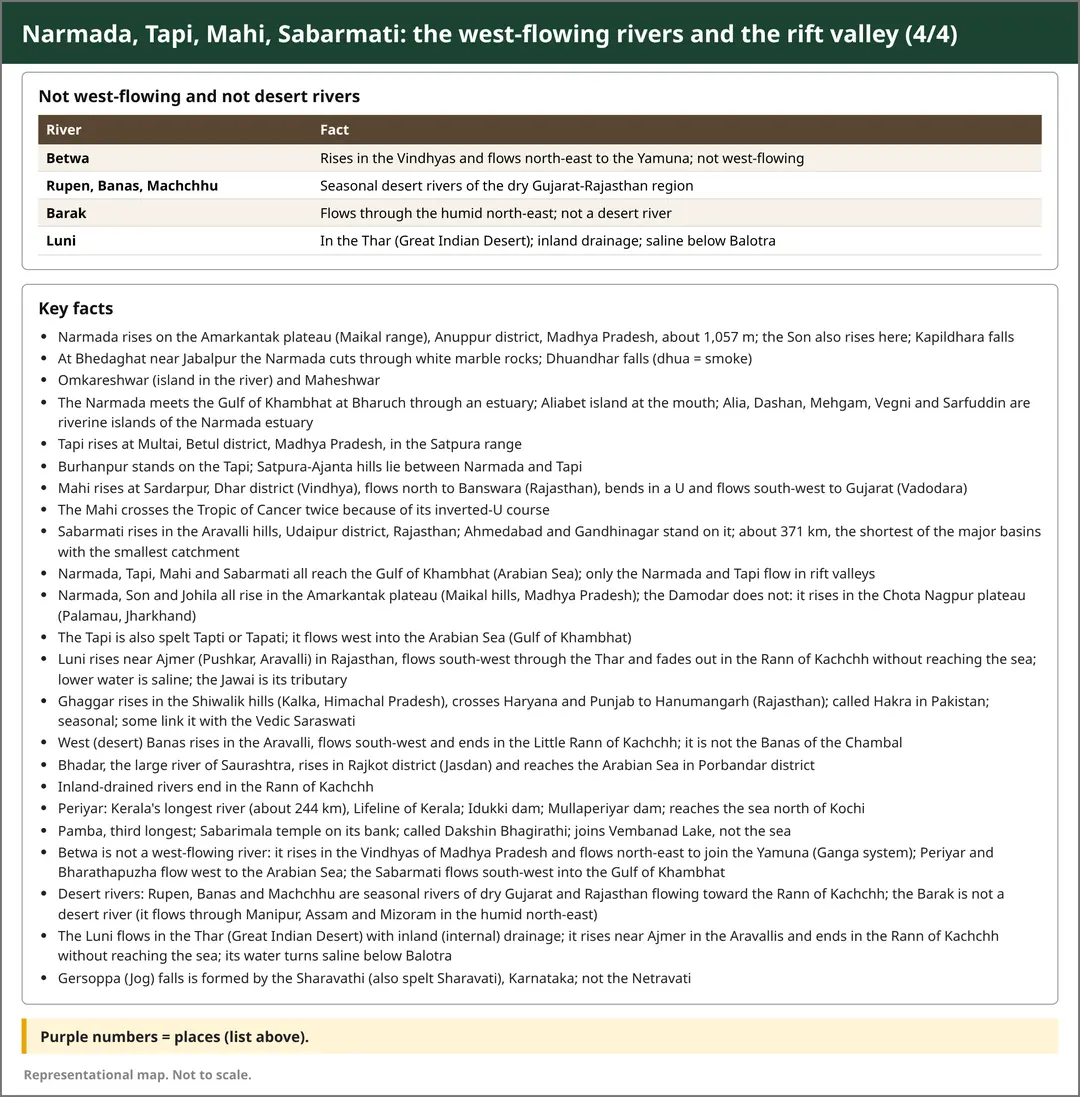 Narmada, Tapi, Mahi, Sabarmati: the west-flowing rivers and the rift valley (4/4)
Not west-flowing and not desert rivers
River Fact
Betwa Rises in the Vindhyas and flows north-east to the Yamuna; not west-flowing
Rupen, Banas, Machchhu Seasonal desert rivers of the dry Gujarat-Rajasthan region
Barak Flows through the humid north-east; not a desert river
Luni In the Thar (Great Indian Desert); inland drainage; saline below Balotra
Key facts
• Narmada rises on the Amarkantak plateau (Maikal range), Anuppur district, Madhya Pradesh, about 1,057 m; the Son also rises here; Kapildhara falls
• At Bhedaghat near Jabalpur the Narmada cuts through white marble rocks; Dhuandhar falls (dhua = smoke)
• Omkareshwar (island in the river) and Maheshwar
• The Narmada meets the Gulf of Khambhat at Bharuch through an estuary; Aliabet island at the mouth; Alia, Dashan, Mehgam, Vegni and Sarfuddin are
riverine islands of the Narmada estuary
• Tapi rises at Multai, Betul district, Madhya Pradesh, in the Satpura range
• Burhanpur stands on the Tapi; Satpura-Ajanta hills lie between Narmada and Tapi
• Mahi rises at Sardarpur, Dhar district (Vindhya), flows north to Banswara (Rajasthan), bends in a U and flows south-west to Gujarat (Vadodara)
• The Mahi crosses the Tropic of Cancer twice because of its inverted-U course
• Sabarmati rises in the Aravalli hills, Udaipur district, Rajasthan; Ahmedabad and Gandhinagar stand on it; about 371 km, the shortest of the major basins
with the smallest catchment
• Narmada, Tapi, Mahi and Sabarmati all reach the Gulf of Khambhat (Arabian Sea); only the Narmada and Tapi flow in rift valleys
• Narmada, Son and Johila all rise in the Amarkantak plateau (Maikal hills, Madhya Pradesh); the Damodar does not: it rises in the Chota Nagpur plateau
(Palamau, Jharkhand)
• The Tapi is also spelt Tapti or Tapati; it flows west into the Arabian Sea (Gulf of Khambhat)
• Luni rises near Ajmer (Pushkar, Aravalli) in Rajasthan, flows south-west through the Thar and fades out in the Rann of Kachchh without reaching the sea;
lower water is saline; the Jawai is its tributary
• Ghaggar rises in the Shiwalik hills (Kalka, Himachal Pradesh), crosses Haryana and Punjab to Hanumangarh (Rajasthan); called Hakra in Pakistan;
seasonal; some link it with the Vedic Saraswati
• West (desert) Banas rises in the Aravalli, flows south-west and ends in the Little Rann of Kachchh; it is not the Banas of the Chambal
• Bhadar, the large river of Saurashtra, rises in Rajkot district (Jasdan) and reaches the Arabian Sea in Porbandar district
• Inland-drained rivers end in the Rann of Kachchh
• Periyar: Kerala's longest river (about 244 km), Lifeline of Kerala; Idukki dam; Mullaperiyar dam; reaches the sea north of Kochi
• Pamba, third longest; Sabarimala temple on its bank; called Dakshin Bhagirathi; joins Vembanad Lake, not the sea
• Betwa is not a west-flowing river: it rises in the Vindhyas of Madhya Pradesh and flows north-east to join the Yamuna (Ganga system); Periyar and
Bharathapuzha flow west to the Arabian Sea; the Sabarmati flows south-west into the Gulf of Khambhat
• Desert rivers: Rupen, Banas and Machchhu are seasonal rivers of dry Gujarat and Rajasthan flowing toward the Rann of Kachchh; the Barak is not a
desert river (it flows through Manipur, Assam and Mizoram in the humid north-east)
• The Luni flows in the Thar (Great Indian Desert) with inland (internal) drainage; it rises near Ajmer in the Aravallis and ends in the Rann of Kachchh
without reaching the sea; its water turns saline below Balotra
• Gersoppa (Jog) falls is formed by the Sharavathi (also spelt Sharavati), Karnataka; not the Netravati
Purple numbers = places (list above).
Representational map. Not to scale.